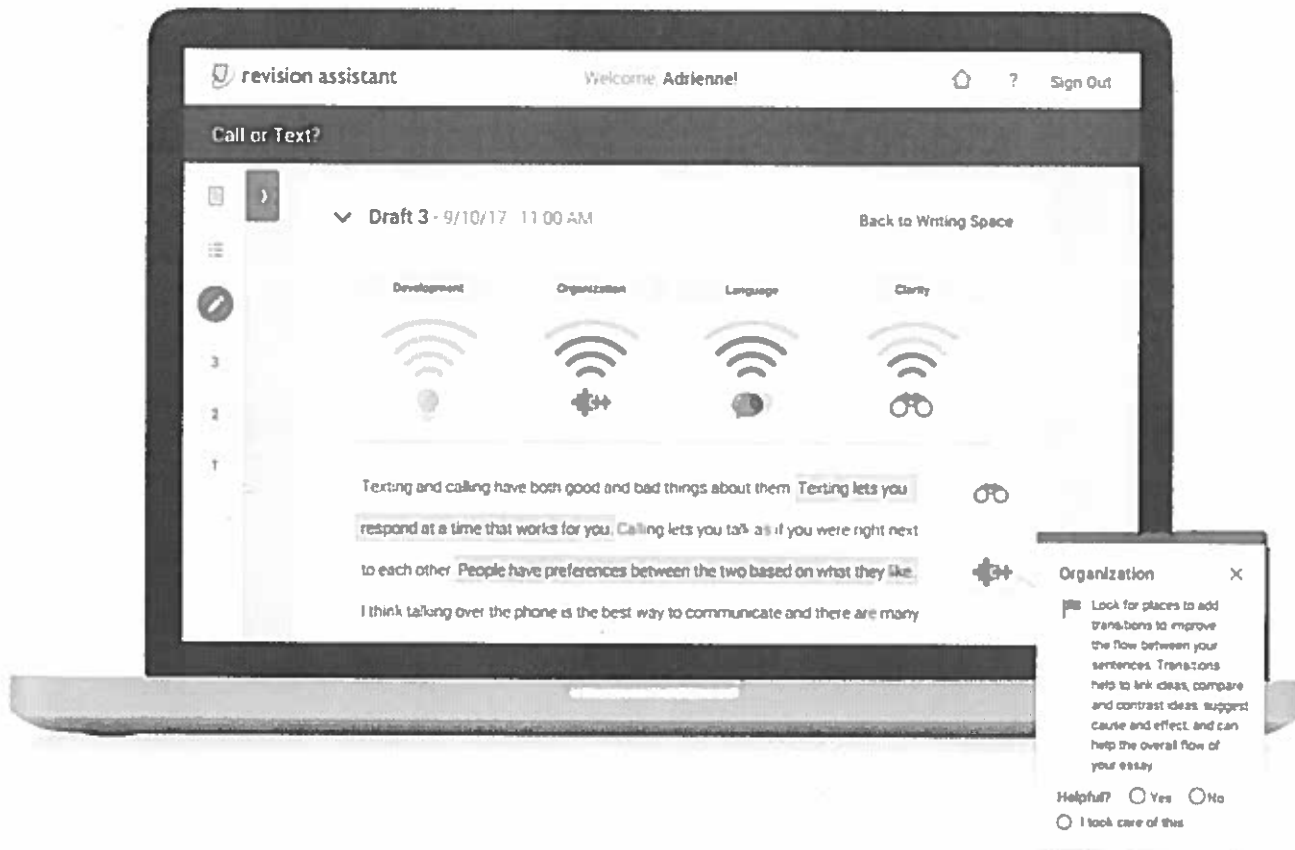 revision assistant
Welcome, Adrienne!
? Sign Out
Call or Text?
Draft 3 - 9/10/17 11:00 AM
Back to Writing Space
Development Organization Language Clarity
3
2
1
Texting and calling have both good and bad things about them. Texting lets you
respond at a time that works for you. Calling lets you talk as if you were right next
to each other. People have preferences between the two based on what they like.
I think talking over the phone is the best way to communicate and there are many
Organization
Look for places to add
transitions to improve
the flow between your
sentences. Transitions
help to link ideas, compare
and contrast ideas, suggest
cause and effect, and can
help the overall flow of
your essay.
Helpful? Yes No
I took care of this